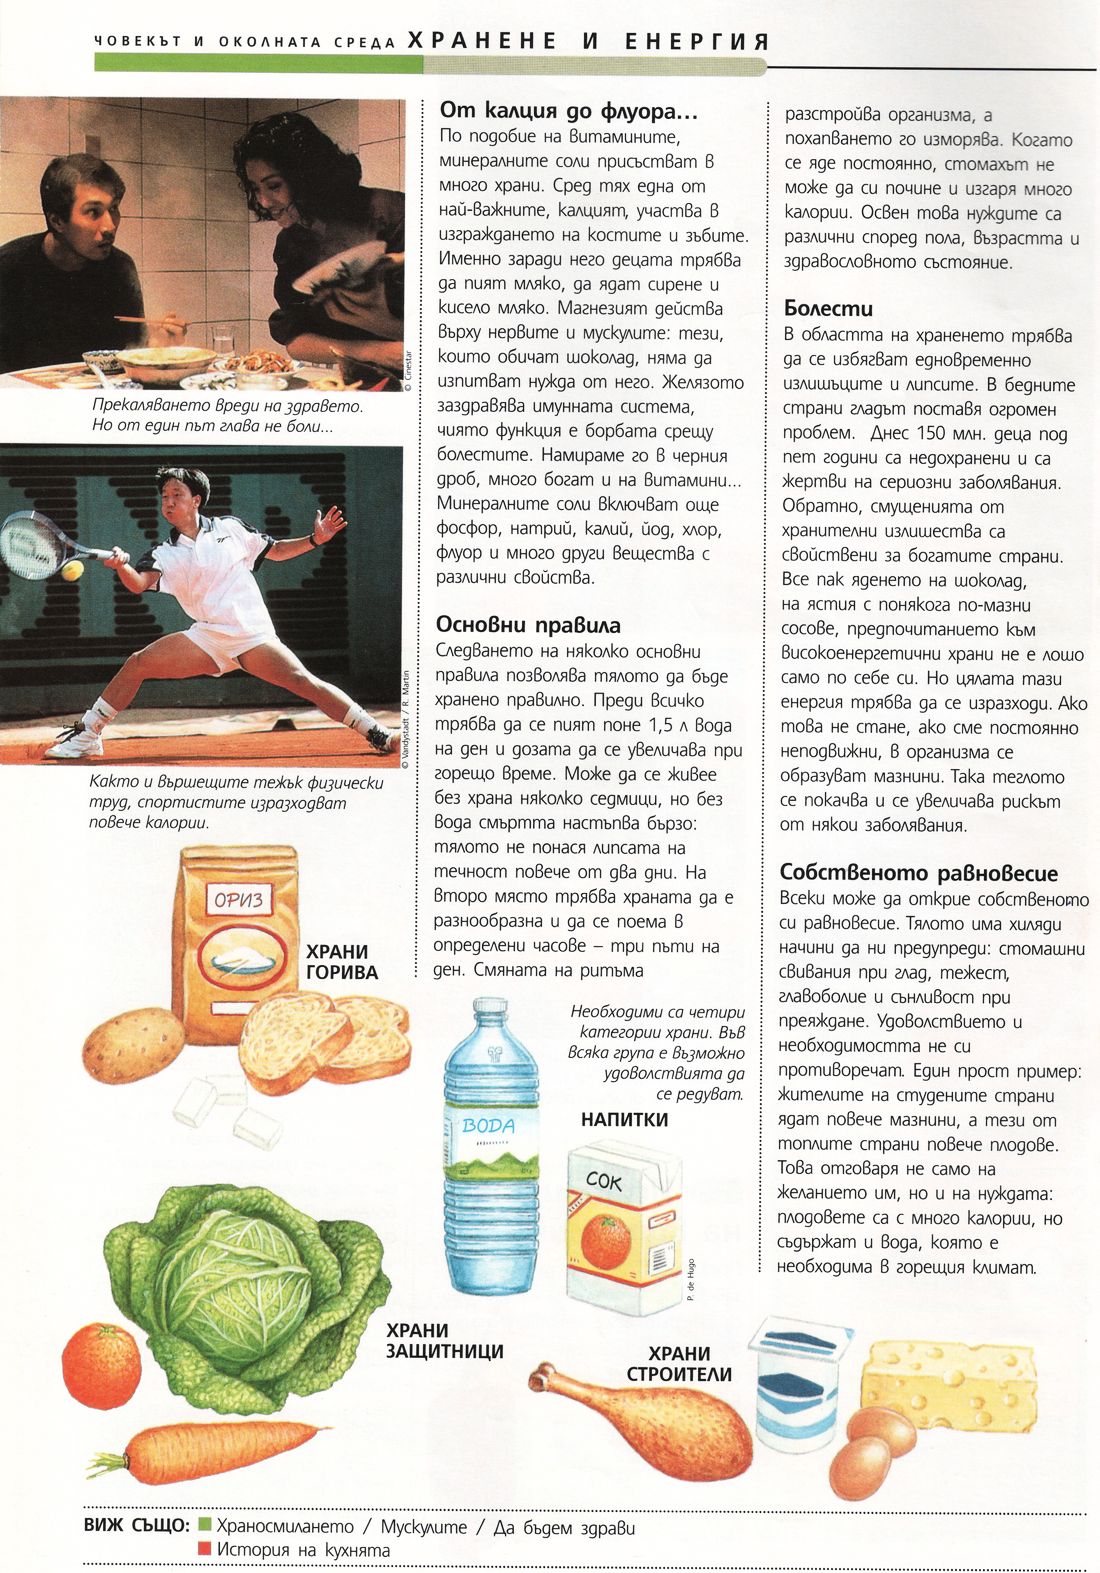 ЧОВЕКЪТ И ОКОЛНАТА СРЕДА ХРАНЕНЕ И ЕНЕРГИЯ
© Cinestar
Прекаляването вреди на здравето.
Но от един път глава не боли...
© Vandystadt / R. Martin
Както и вършещите тежък физически
труд, спортистите изразходват
повече калории.
От калция до флуора...
По подобие на витамините,
минералните соли присъстват в
много храни. Сред тях една от
най-важните, калцият, участва в
изграждането на костите и зъбите.
Именно заради него децата трябва
да пият мляко, да ядат сирене и
кисело мляко. Магнезият действа
върху нервите и мускулите: тези,
които обичат шоколад, няма да
изпитват нужда от него. Желязото
заздравява имунната система,
чиято функция е борбата срещу
болестите. Намираме го в черния
дроб, много богат и на витамини...
Минералните соли включват още
фосфор, натрий, калий, йод, хлор,
флуор и много други вещества с
различни свойства.
Основни правила
Следването на няколко основни
правила позволява тялото да бъде
хранено правилно. Преди всичко
трябва да се пият поне 1,5 л вода
на ден и дозата да се увеличава при
горещо време. Може да се живее
без храна няколко седмици, но без
вода смъртта настъпва бързо:
тялото не понася липсата на
течност повече от два дни. На
второ място трябва храната да е
разнообразна и да се поема в
определени часове – три пъти на
ден. Смяната на ритъма
разстройва организма, а
похапването го изморява. Когато
се яде постоянно, стомахът не
може да си почине и изгаря много
калории. Освен това нуждите са
различни според пола, възрастта и
здравословното състояние.
Болести
В областта на храненето трябва
да се избягват едновременно
излишъците и липсите. В бедните
страни гладът поставя огромен
проблем. Днес 150 млн. деца под
пет години са недохранени и са
жертви на сериозни заболявания.
Обратно, смущенията от
хранителни излишества са
свойствени за богатите страни.
Все пак яденето на шоколад,
на ястия с понякога по-мазни
сосове, предпочитанието към
високоенергетични храни не е лошо
само по себе си. Но цялата тази
енергия трябва да се изразходи. Ако
това не стане, ако сме постоянно
неподвижни, в организма се
образуват мазнини. Така теглото
се покачва и се увеличава рискът
от някои заболявания.
Собственото равновесие
Всеки може да открие собственото
си равновесие. Тялото има хиляди
начини да ни предупреди: стомашни
свивания при глад, тежест,
главоболие и сънливост при
преяждане. Удоволствието и
необходимостта не си
противоречат. Един прост пример:
жителите на студените страни
ядат повече мазнини, а тези от
топлите страни повече плодове.
Това отговаря не само на
желанието им, но и на нуждата:
плодовете са с много калории, но
съдържат и вода, която е
необходима в горещия климат.
ОРИЗ
ХРАНИ
ГОРИВА
Необходими са четири
категории храни. Във
всяка група е възможно
удоволствията да
се редуват.
НАПИТКИ
ВОДА
СОК
P. de Hugo
ХРАНИ
ЗАЩИТНИЦИ
ХРАНИ
СТРОИТЕЛИ
ВИЖ СЪЩО: Храносмилането / Мускулите / Да бъдем здрави
История на кухнята